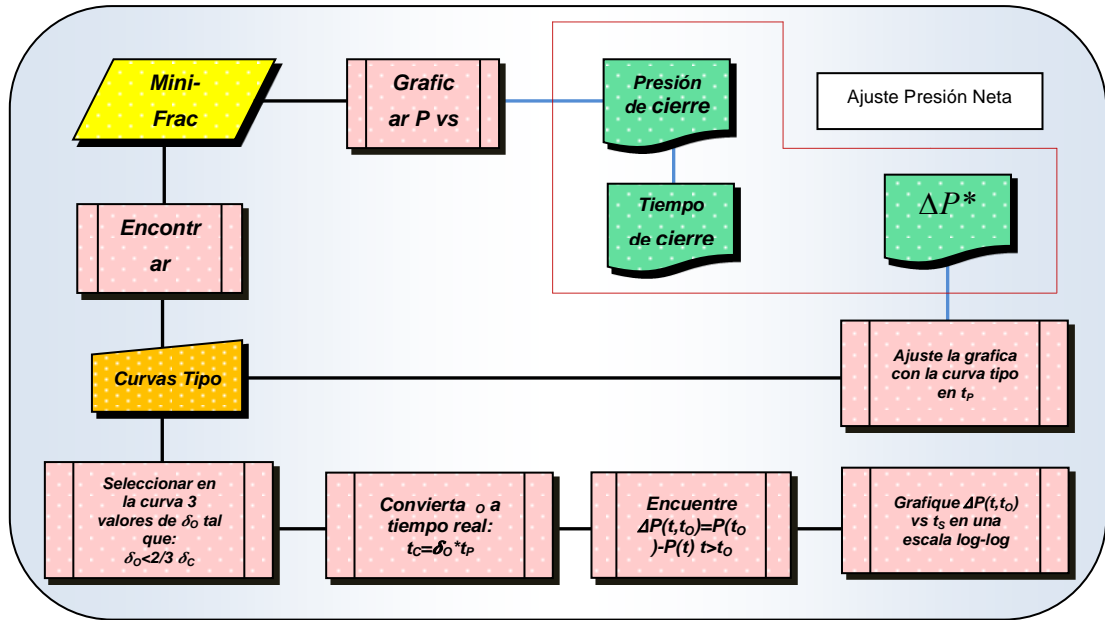 Mini-
Frac
Grafic
ar P vs
Presión
de cierre
Ajuste Presión Neta
Tiempo
de cierre
ΔP*
Encontr
ar
Curvas Tipo
Ajuste la grafica
con la curva tipo
en tP
Seleccionar en
la curva 3
valores de δO tal
que:
δO<2/3 δC
Convierta O a
tiempo real:
tC=δO*tP
Encuentre
ΔP(t,tO)=P(tO
)-P(t) t>tO
Grafique ΔP(t,tO)
vs tS en una
escala log-log